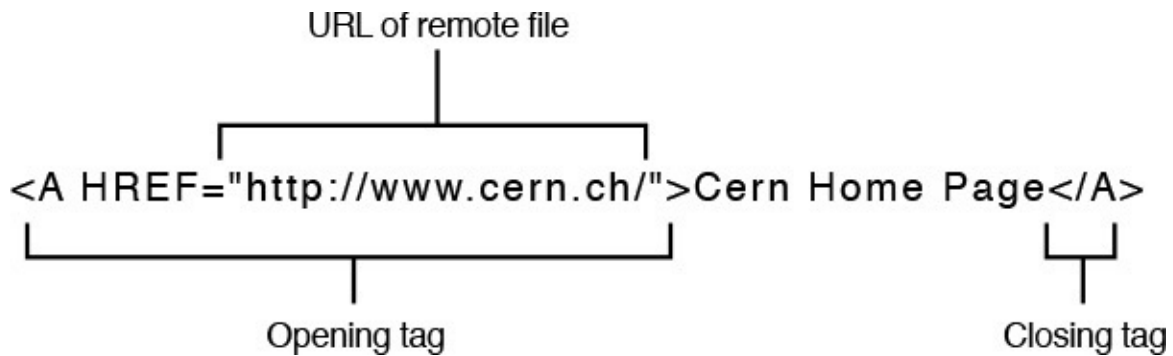 URL of remote file
<A HREF="http://www.cern.ch/">Cern Home Page</A>
Opening tag
Closing tag